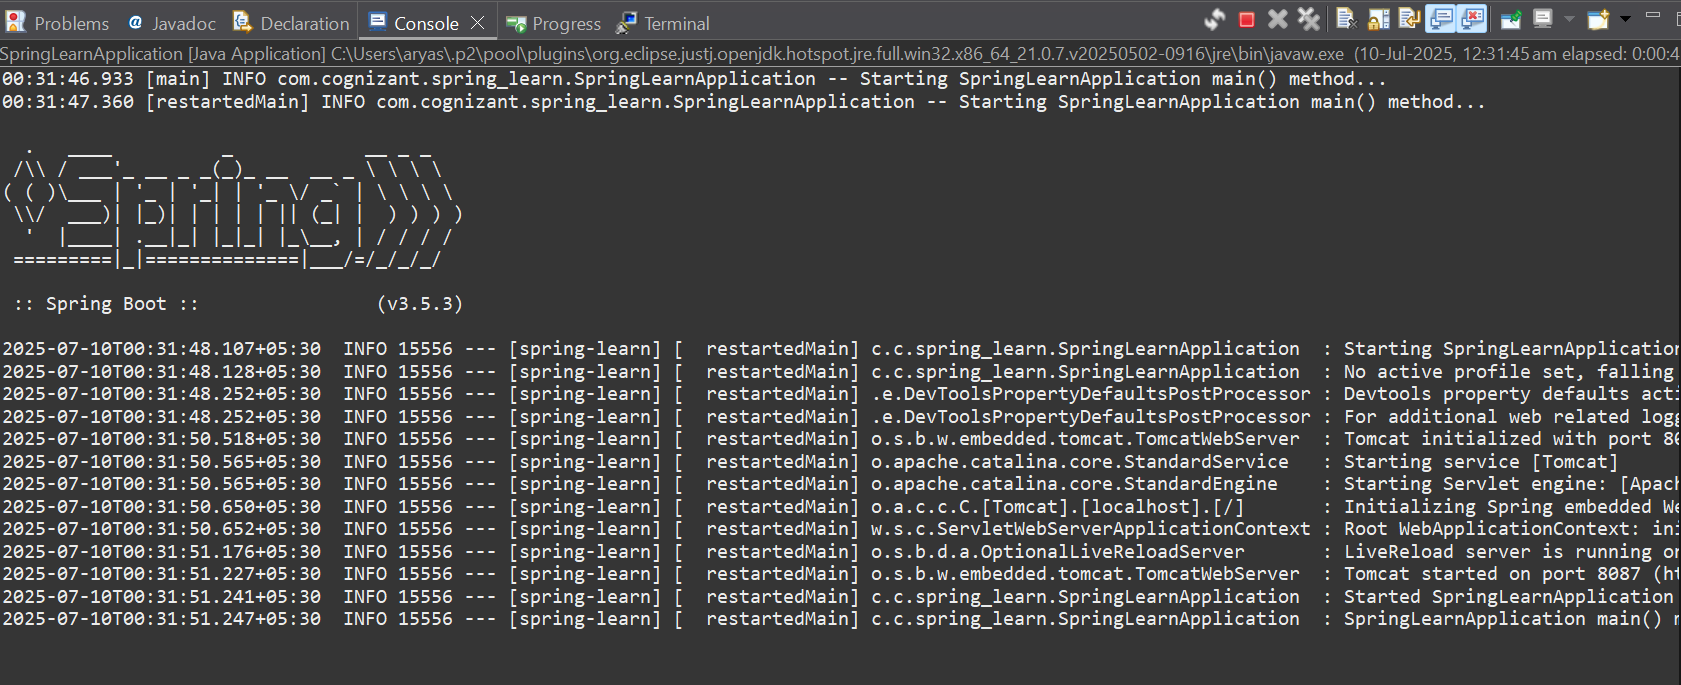 Problems Javadoc Declaration Console Progress Terminal
SpringLearnApplication [Java Application] C:\Users\aryas\.p2\pool\plugins\org.eclipse.justj.openjdk.hotspot.jre.full.win32.x86_64_21.0.7.v20250502-0916\jre\bin\javaw.exe (10-Jul-2025, 12:31:45 am elapsed: 0:00:4
00:31:46.933 [main] INFO com.cognizant.spring_learn.SpringLearnApplication -- Starting SpringLearnApplication main() method...
00:31:47.360 [restartedMain] INFO com.cognizant.spring_learn.SpringLearnApplication -- Starting SpringLearnApplication main() method...
  .   ____          _            __ _ _
 /\\ / ___'_ __ _ _(_)_ __  __ _ \ \ \ \
( ( )\___ | '_ | '_| | '_ \/ _` | \ \ \ \
 \\/  ___)| |_)| | | | | || (_| |  ) ) ) )
  '  |____| .__|_| |_|_| |_\__, | / / / /
 =========|_|==============|___/=/_/_/_/
 :: Spring Boot ::                (v3.5.3)
2025-07-10T00:31:48.107+05:30  INFO 15556 --- [spring-learn] [  restartedMain] c.c.spring_learn.SpringLearnApplication  : Starting SpringLearnApplication
2025-07-10T00:31:48.128+05:30  INFO 15556 --- [spring-learn] [  restartedMain] c.c.spring_learn.SpringLearnApplication  : No active profile set, falling
2025-07-10T00:31:48.252+05:30  INFO 15556 --- [spring-learn] [  restartedMain] .e.DevToolsPropertyDefaultsPostProcessor : Devtools property defaults acti
2025-07-10T00:31:48.252+05:30  INFO 15556 --- [spring-learn] [  restartedMain] .e.DevToolsPropertyDefaultsPostProcessor : For additional web related logg
2025-07-10T00:31:50.518+05:30  INFO 15556 --- [spring-learn] [  restartedMain] o.s.b.w.embedded.tomcat.TomcatWebServer  : Tomcat initialized with port 80
2025-07-10T00:31:50.565+05:30  INFO 15556 --- [spring-learn] [  restartedMain] o.apache.catalina.core.StandardService   : Starting service [Tomcat]
2025-07-10T00:31:50.565+05:30  INFO 15556 --- [spring-learn] [  restartedMain] o.apache.catalina.core.StandardEngine    : Starting Servlet engine: [Apach
2025-07-10T00:31:50.650+05:30  INFO 15556 --- [spring-learn] [  restartedMain] o.a.c.c.C.[Tomcat].[localhost].[/]       : Initializing Spring embedded We
2025-07-10T00:31:50.652+05:30  INFO 15556 --- [spring-learn] [  restartedMain] w.s.c.ServletWebServerApplicationContext : Root WebApplicationContext: ini
2025-07-10T00:31:51.176+05:30  INFO 15556 --- [spring-learn] [  restartedMain] o.s.b.d.a.OptionalLiveReloadServer       : LiveReload server is running on
2025-07-10T00:31:51.227+05:30  INFO 15556 --- [spring-learn] [  restartedMain] o.s.b.w.embedded.tomcat.TomcatWebServer  : Tomcat started on port 8087 (ht
2025-07-10T00:31:51.241+05:30  INFO 15556 --- [spring-learn] [  restartedMain] c.c.spring_learn.SpringLearnApplication  : Started SpringLearnApplication
2025-07-10T00:31:51.247+05:30  INFO 15556 --- [spring-learn] [  restartedMain] c.c.spring_learn.SpringLearnApplication  : SpringLearnApplication main()